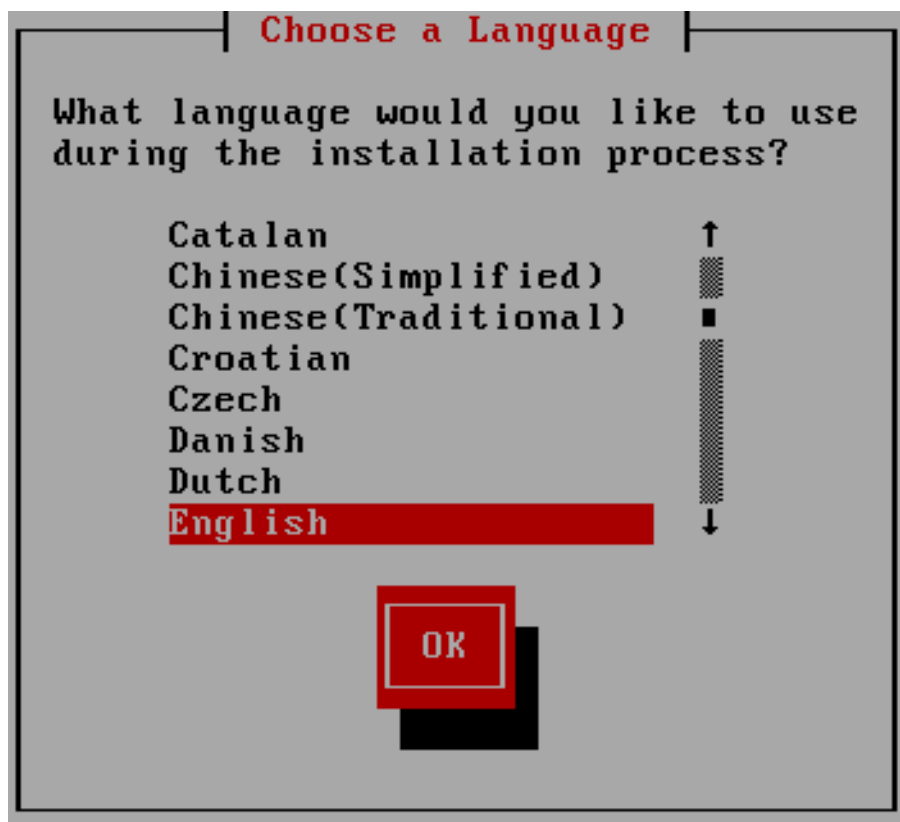 Choose a Language
What language would you like to use
during the installation process?
Catalan
Chinese(Simplified)
Chinese(Traditional)
Croatian
Czech
Danish
Dutch
English
OK